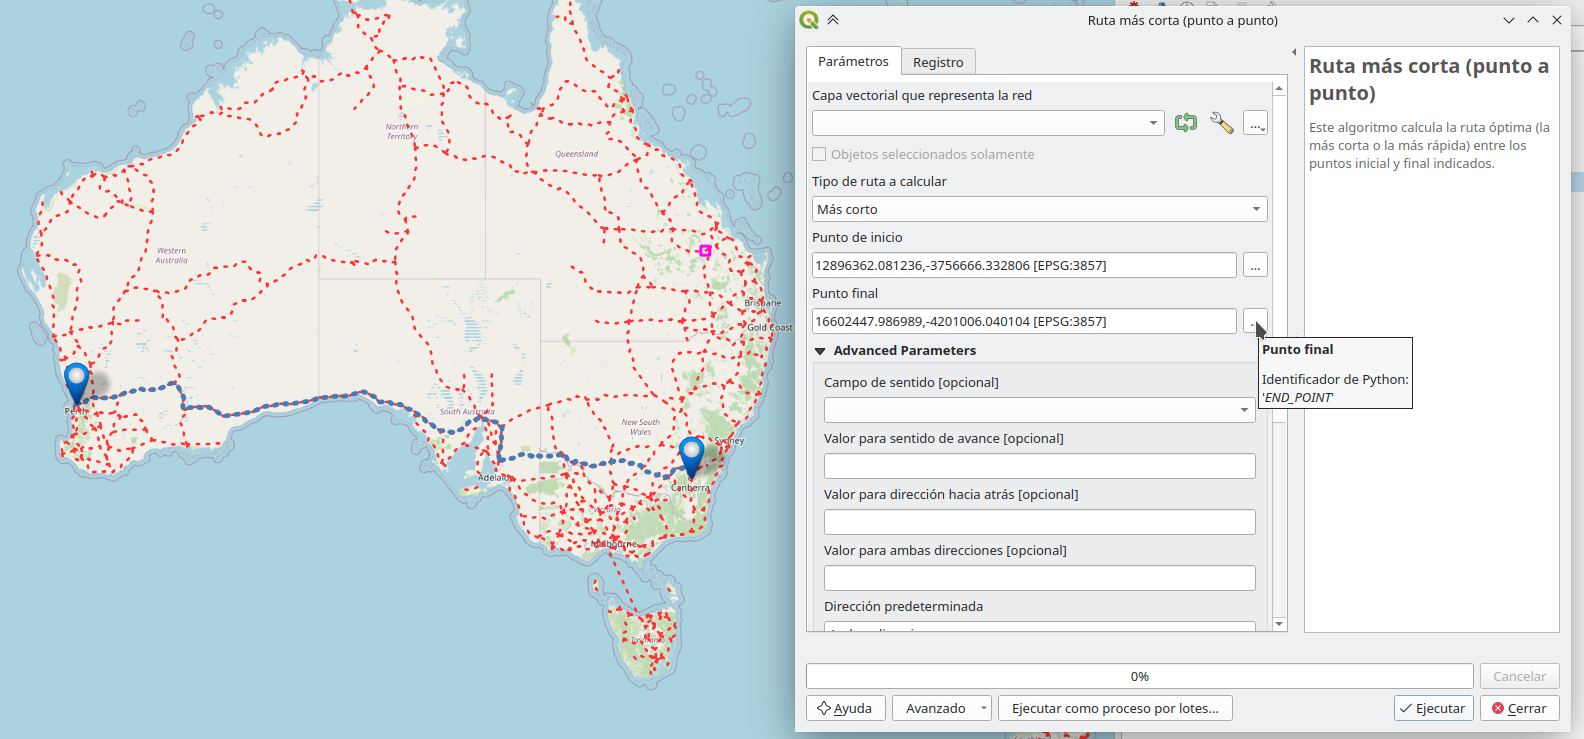 Northern
Territory
Queensland
Western
Australia
Brisbane
Gold Coast
South Australia
New South
Wales
Sydney
Perth
Adelaide
Canberra
Victoria
Melbourne
Tasmania
Ruta más corta (punto a punto)
Parámetros
Registro
Capa vectorial que representa la red
...
Objetos seleccionados solamente
Tipo de ruta a calcular
Más corto
Punto de inicio
12896362.081236,-3756666.332806 [EPSG:3857]
...
Punto final
16602447.986989,-4201006.040104 [EPSG:3857]
Advanced Parameters
Campo de sentido [opcional]
Valor para sentido de avance [opcional]
Valor para dirección hacia atrás [opcional]
Valor para ambas direcciones [opcional]
Dirección predeterminada
Punto final
Identificador de Python:
'END_POINT'
Ruta más corta (punto a
punto)
Este algoritmo calcula la ruta óptima (la
más corta o la más rápida) entre los
puntos inicial y final indicados.
0%
Cancelar
Ayuda
Avanzado
Ejecutar como proceso por lotes...
Ejecutar
Cerrar